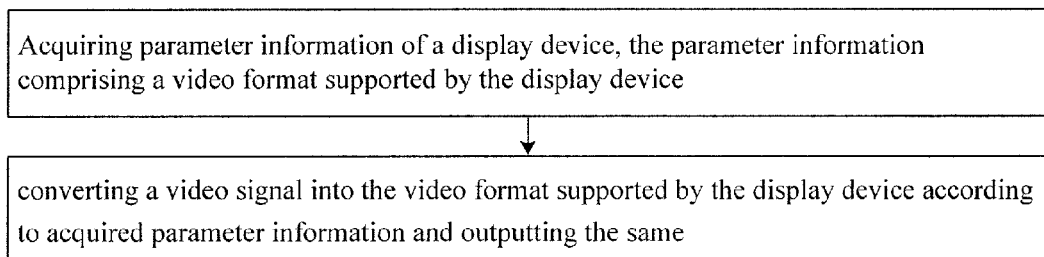 Acquiring parameter information of a display device, the parameter information
comprising a video format supported by the display device
converting a video signal into the video format supported by the display device according
to acquired parameter information and outputting the same